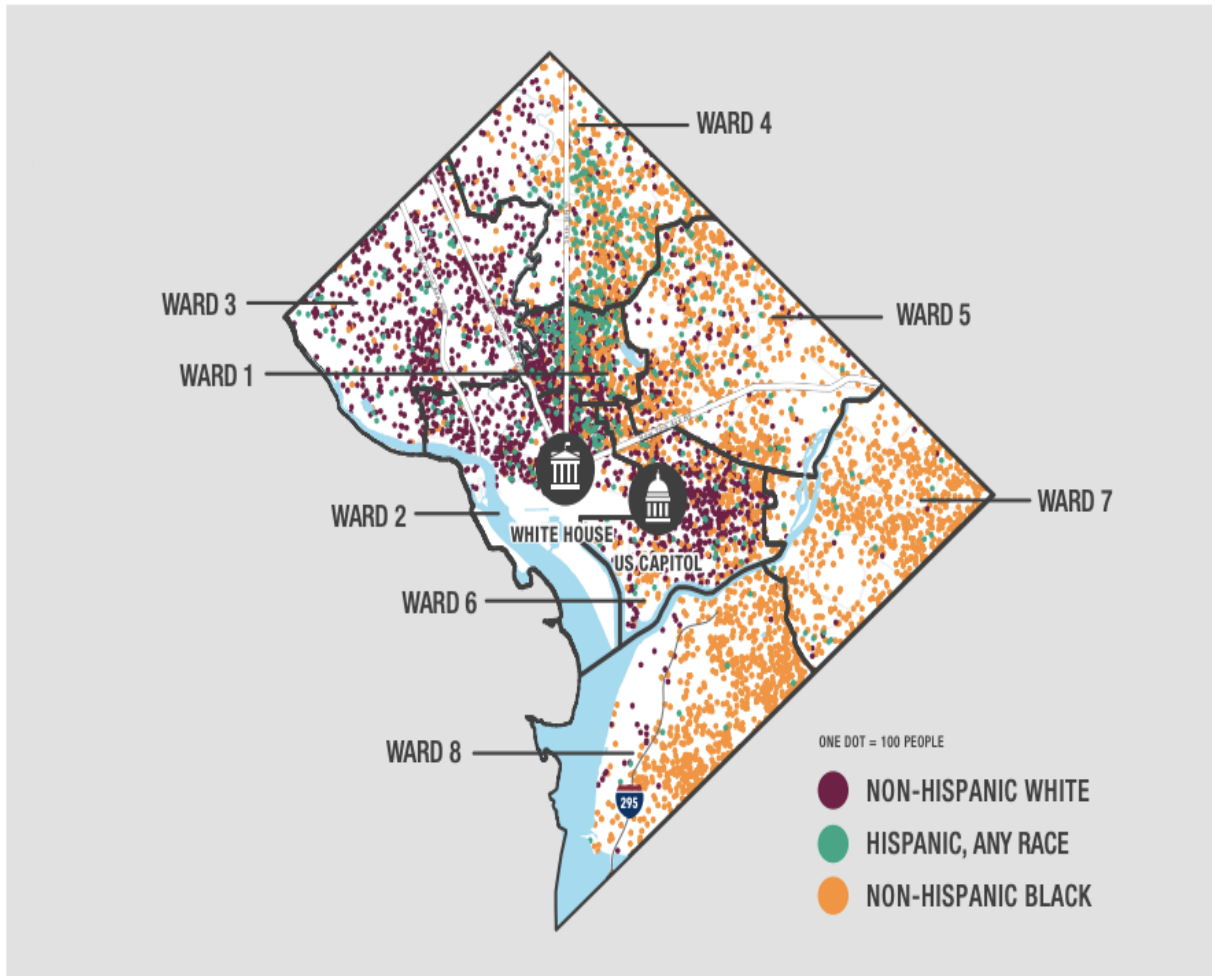 WARD 4
WARD 3
WARD 5
WARD 1
WARD 7
WARD 2
WHITE HOUSE
US CAPITOL
WARD 6
WARD 8
295
ONE DOT = 100 PEOPLE
NON-HISPANIC WHITE
HISPANIC, ANY RACE
NON-HISPANIC BLACK